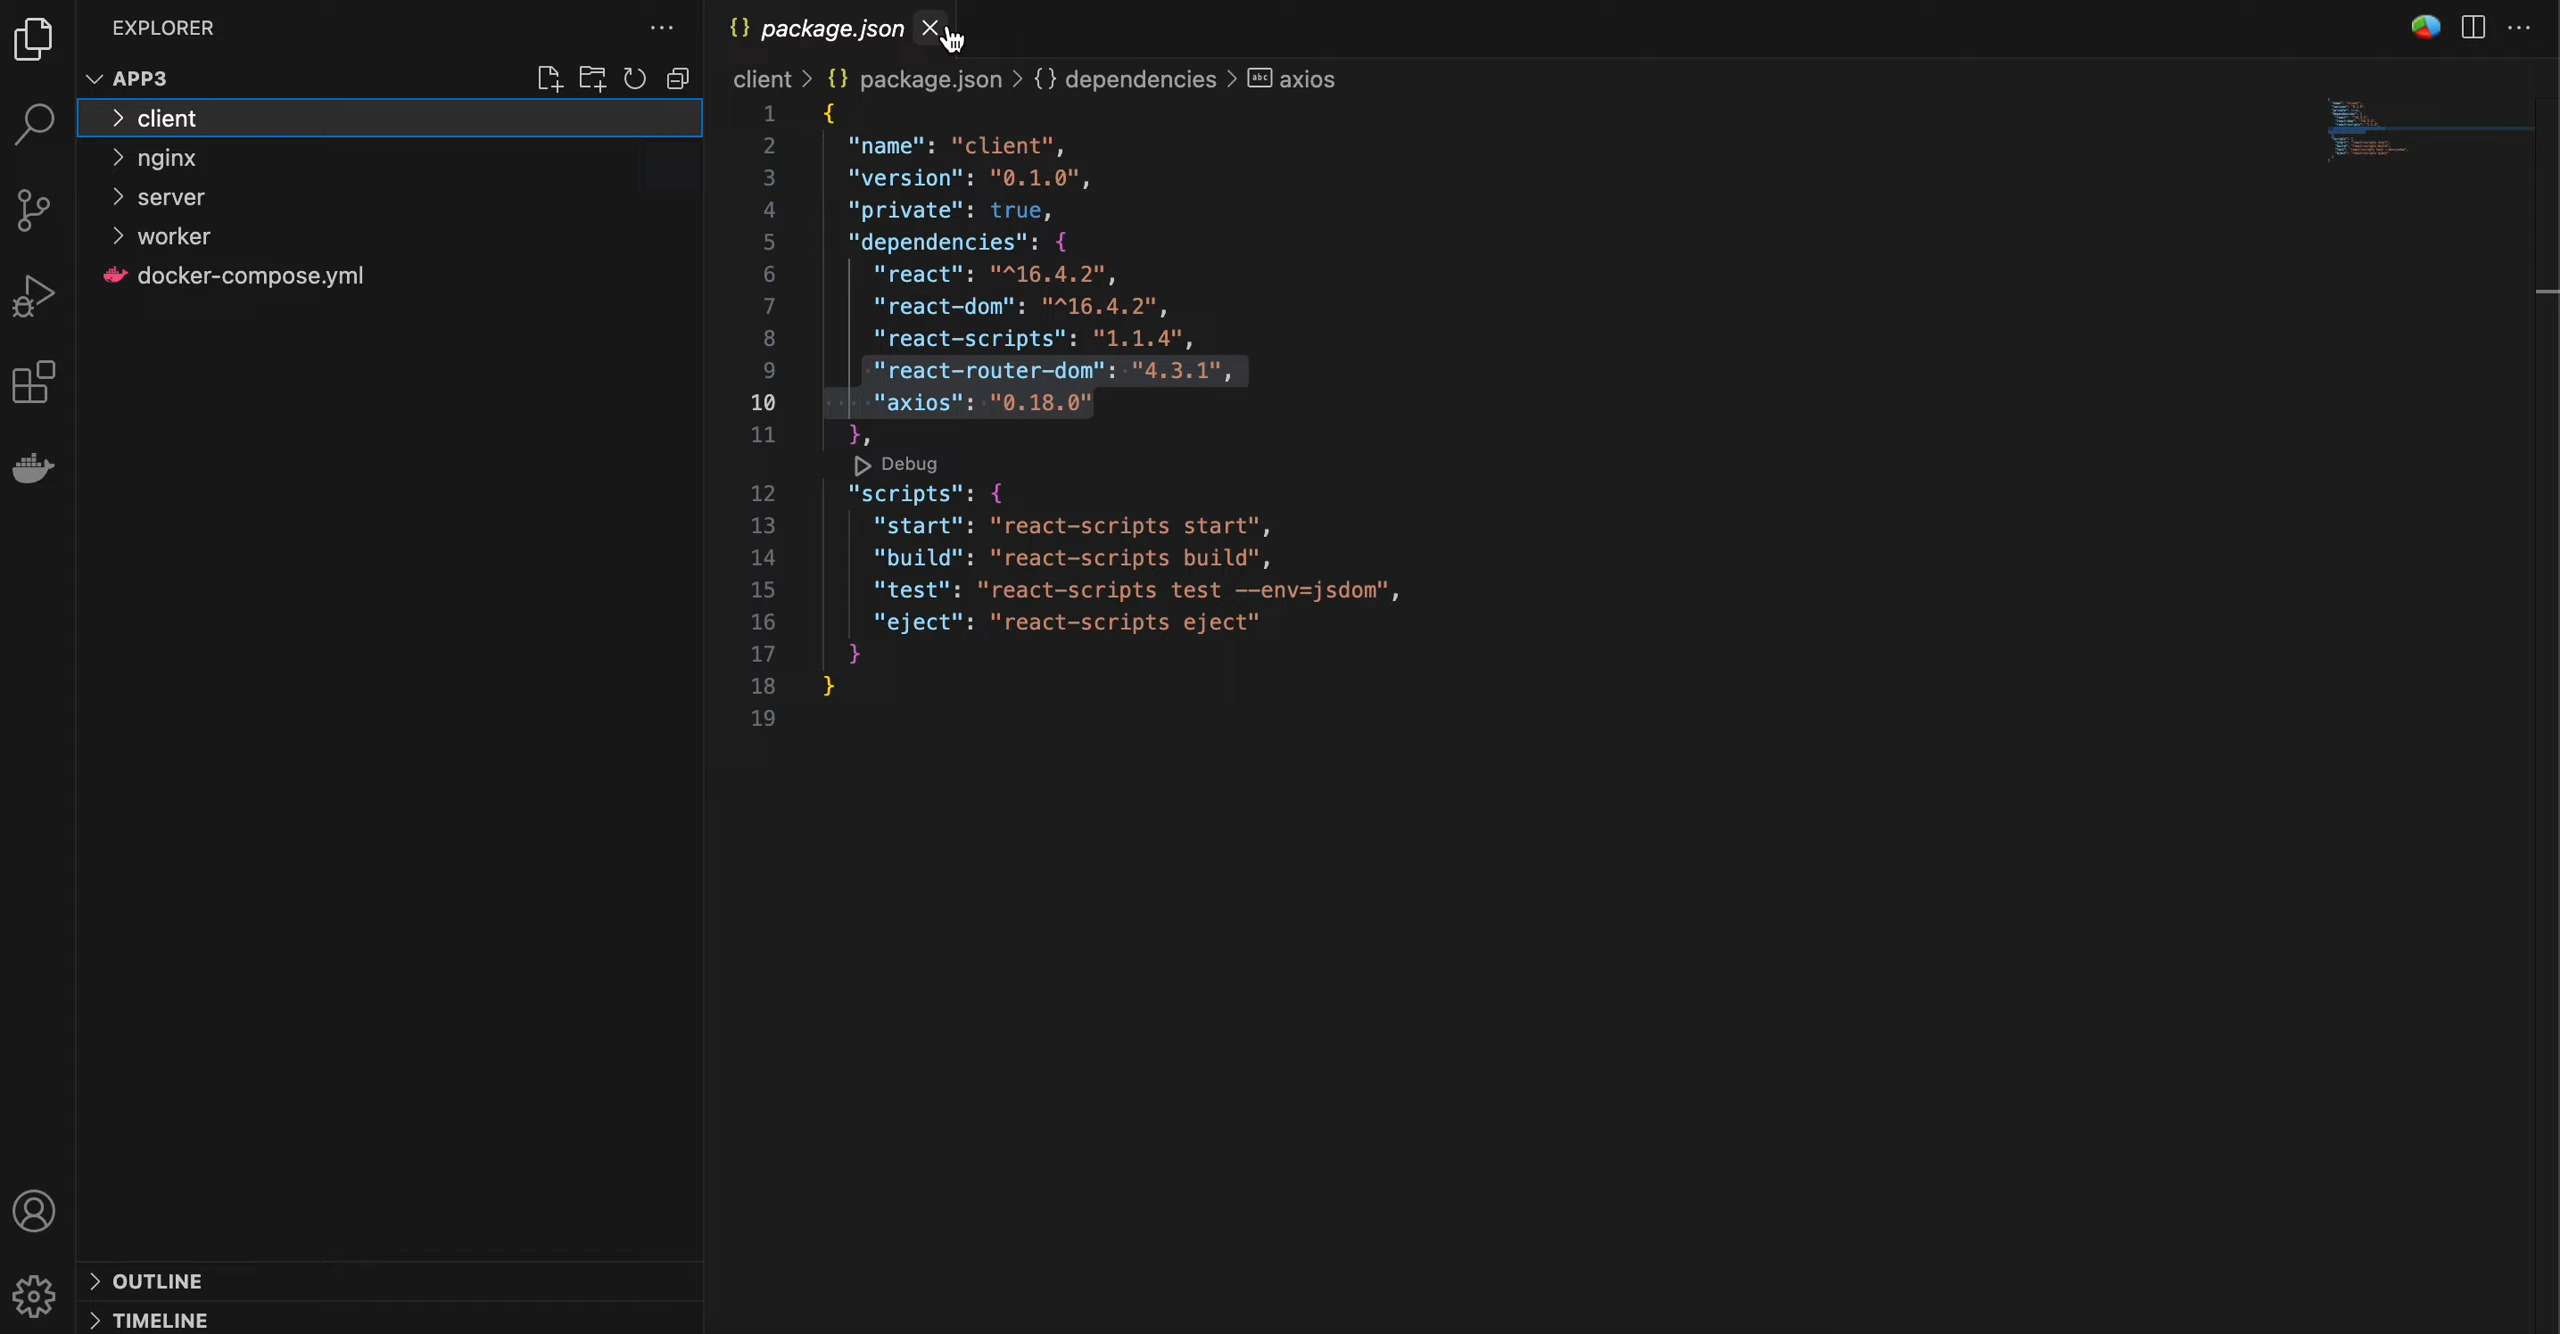 EXPLORER
APP3
client
nginx
server
worker
docker-compose.yml
OUTLINE
TIMELINE
{} package.json
client > {} package.json > {} dependencies > abc axios
1 {
2 "name": "client",
3 "version": "0.1.0",
4 "private": true,
5 "dependencies": {
6 "react": "^16.4.2",
7 "react-dom": "^16.4.2",
8 "react-scripts": "1.1.4",
9 "react-router-dom": "4.3.1",
10 "axios": "0.18.0"
11 },
Debug
12 "scripts": {
13 "start": "react-scripts start",
14 "build": "react-scripts build",
15 "test": "react-scripts test --env=jsdom",
16 "eject": "react-scripts eject"
17 }
18 }
19